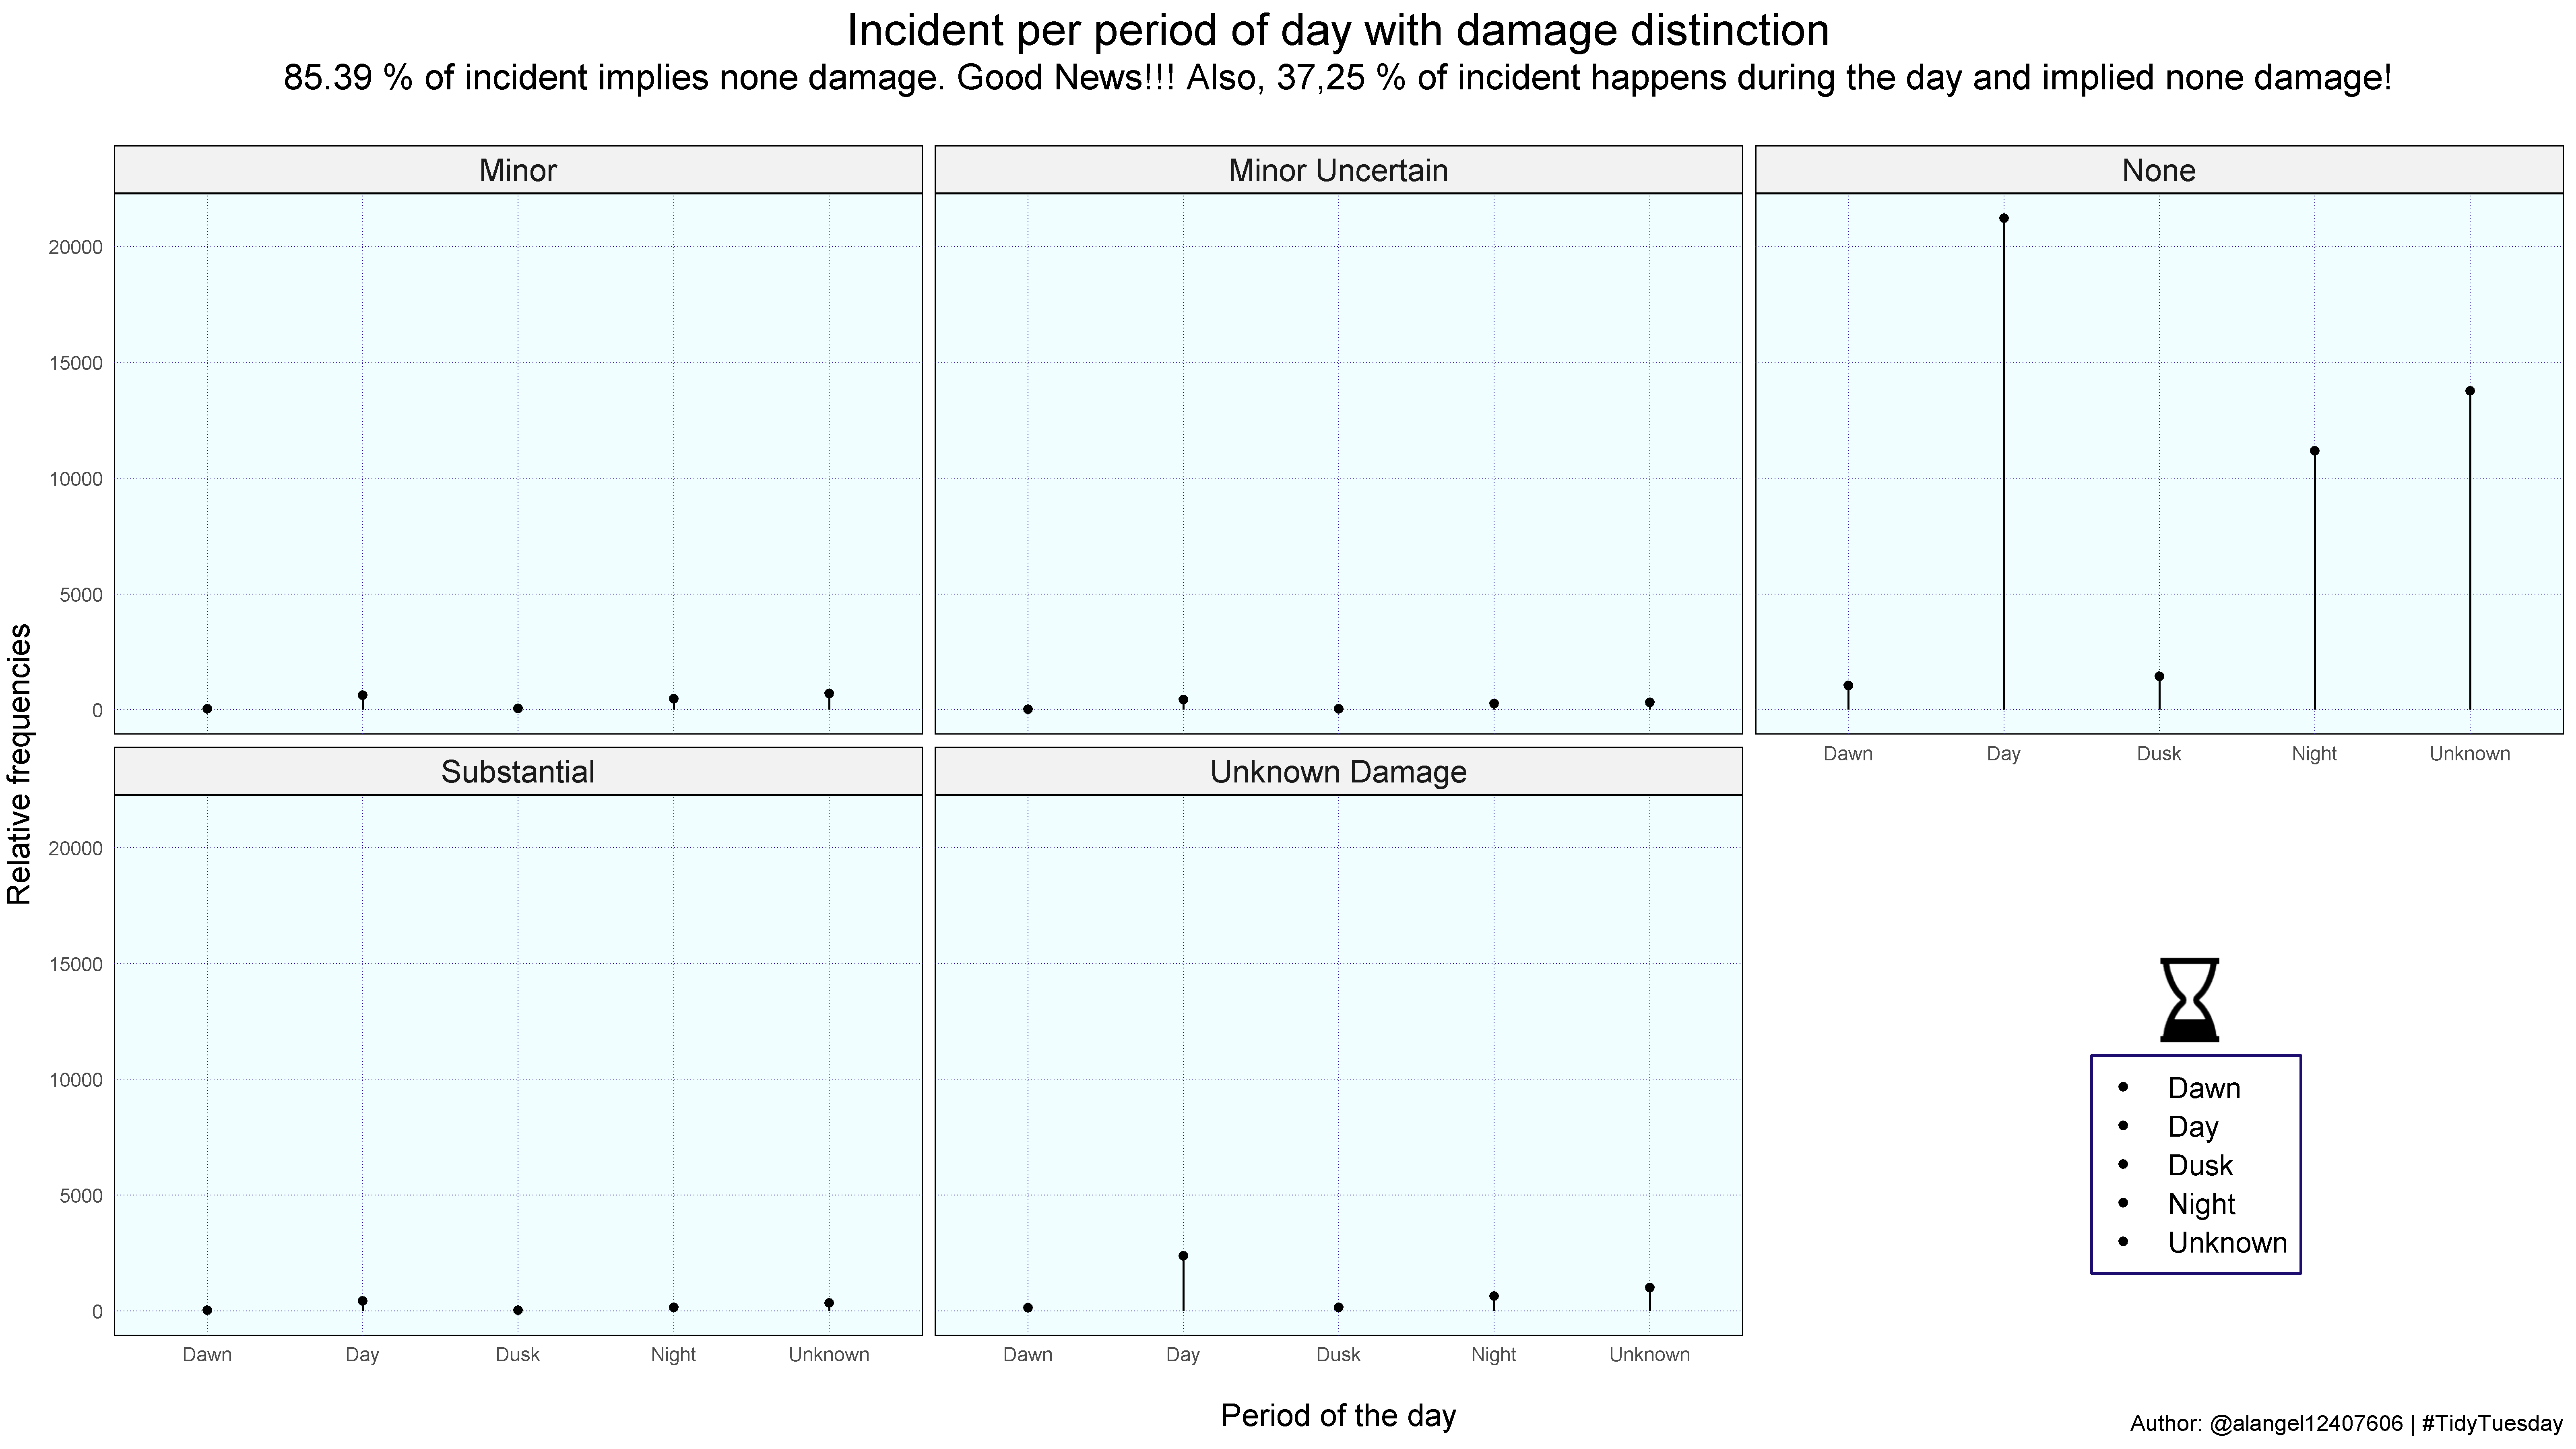 Incident per period of day with damage distinction
85.39 % of incident implies none damage. Good News!!! Also, 37,25 % of incident happens during the day and implied none damage!
Minor
Minor Uncertain
None
20000
15000
10000
5000
0
Dawn
Day
Dusk
Night
Unknown
Relative frequencies
Substantial
Unknown Damage
20000
15000
10000
5000
0
Dawn
Day
Dusk
Night
Unknown
Dawn
Day
Dusk
Night
Unknown
Dawn
Day
Dusk
Night
Unknown
Period of the day
Author: @alangel12407606 | #TidyTuesday